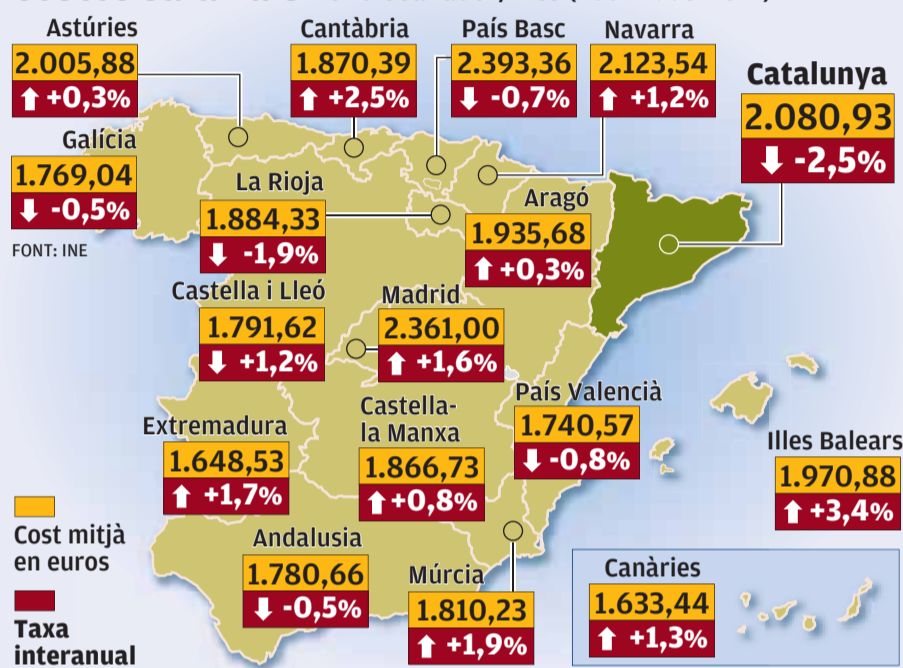 Astúries
2.005,88
+0,3%
Cantàbria
1.870,39
+2,5%
País Basc
2.393,36
-0,7%
Navarra
2.123,54
+1,2%
Catalunya
2.080,93
-2,5%
Galícia
1.769,04
-0,5%
FONT: INE
La Rioja
1.884,33
-1,9%
Aragó
1.935,68
+0,3%
Castella i Lleó
1.791,62
+1,2%
Madrid
2.361,00
+1,6%
País Valencià
1.740,57
-0,8%
Extremadura
1.648,53
+1,7%
Castella-
la Manxa
1.866,73
+0,8%
Illes Balears
1.970,88
+3,4%
Cost mitjà
en euros
Andalusia
1.780,66
-0,5%
Múrcia
1.810,23
+1,9%
Canàries
1.633,44
+1,3%
Taxa
interanual